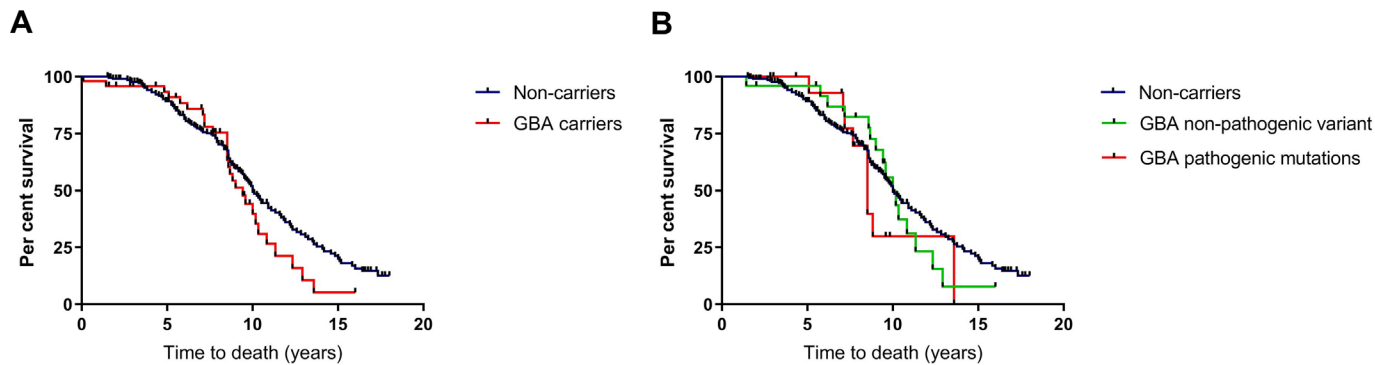 A
Per cent survival
100
75
50
25
0
0 5 10 15 20
Time to death (years)
Non-carriers
GBA carriers
B
Per cent survival
100
75
50
25
0
0 5 10 15 20
Time to death (years)
Non-carriers
GBA non-pathogenic variant
GBA pathogenic mutations